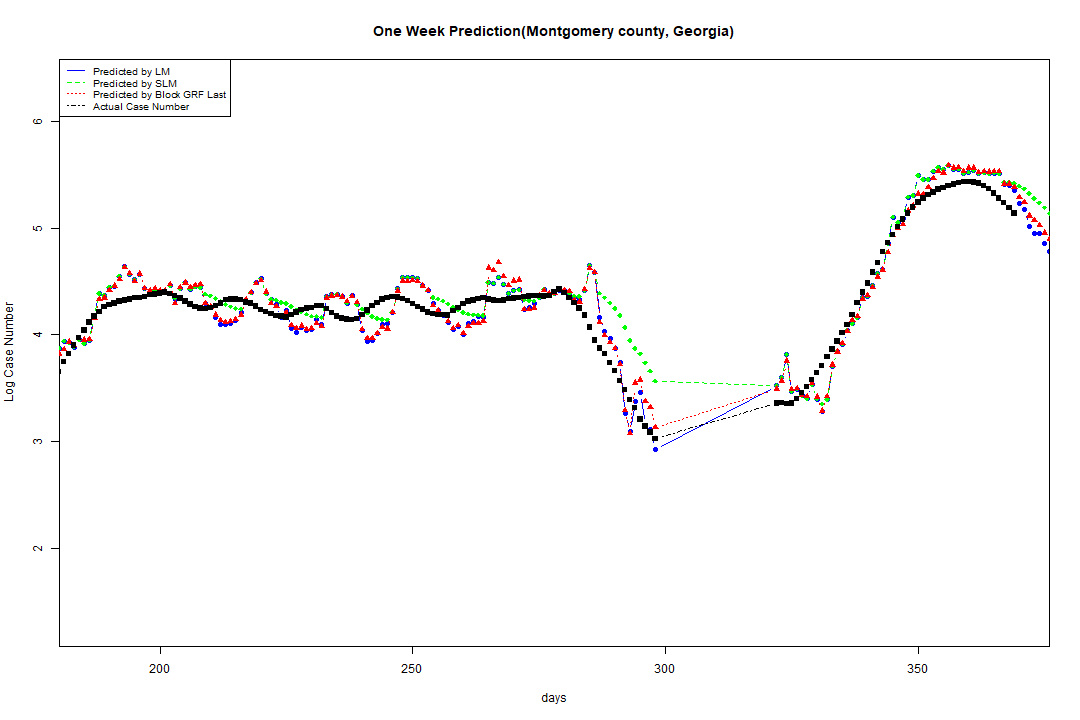 One Week Prediction(Montgomery county, Georgia)
Predicted by LM
Predicted by SLM
Predicted by Block GRF Last
Actual Case Number
6
5
4
3
2
Log Case Number
200
250
300
350
days